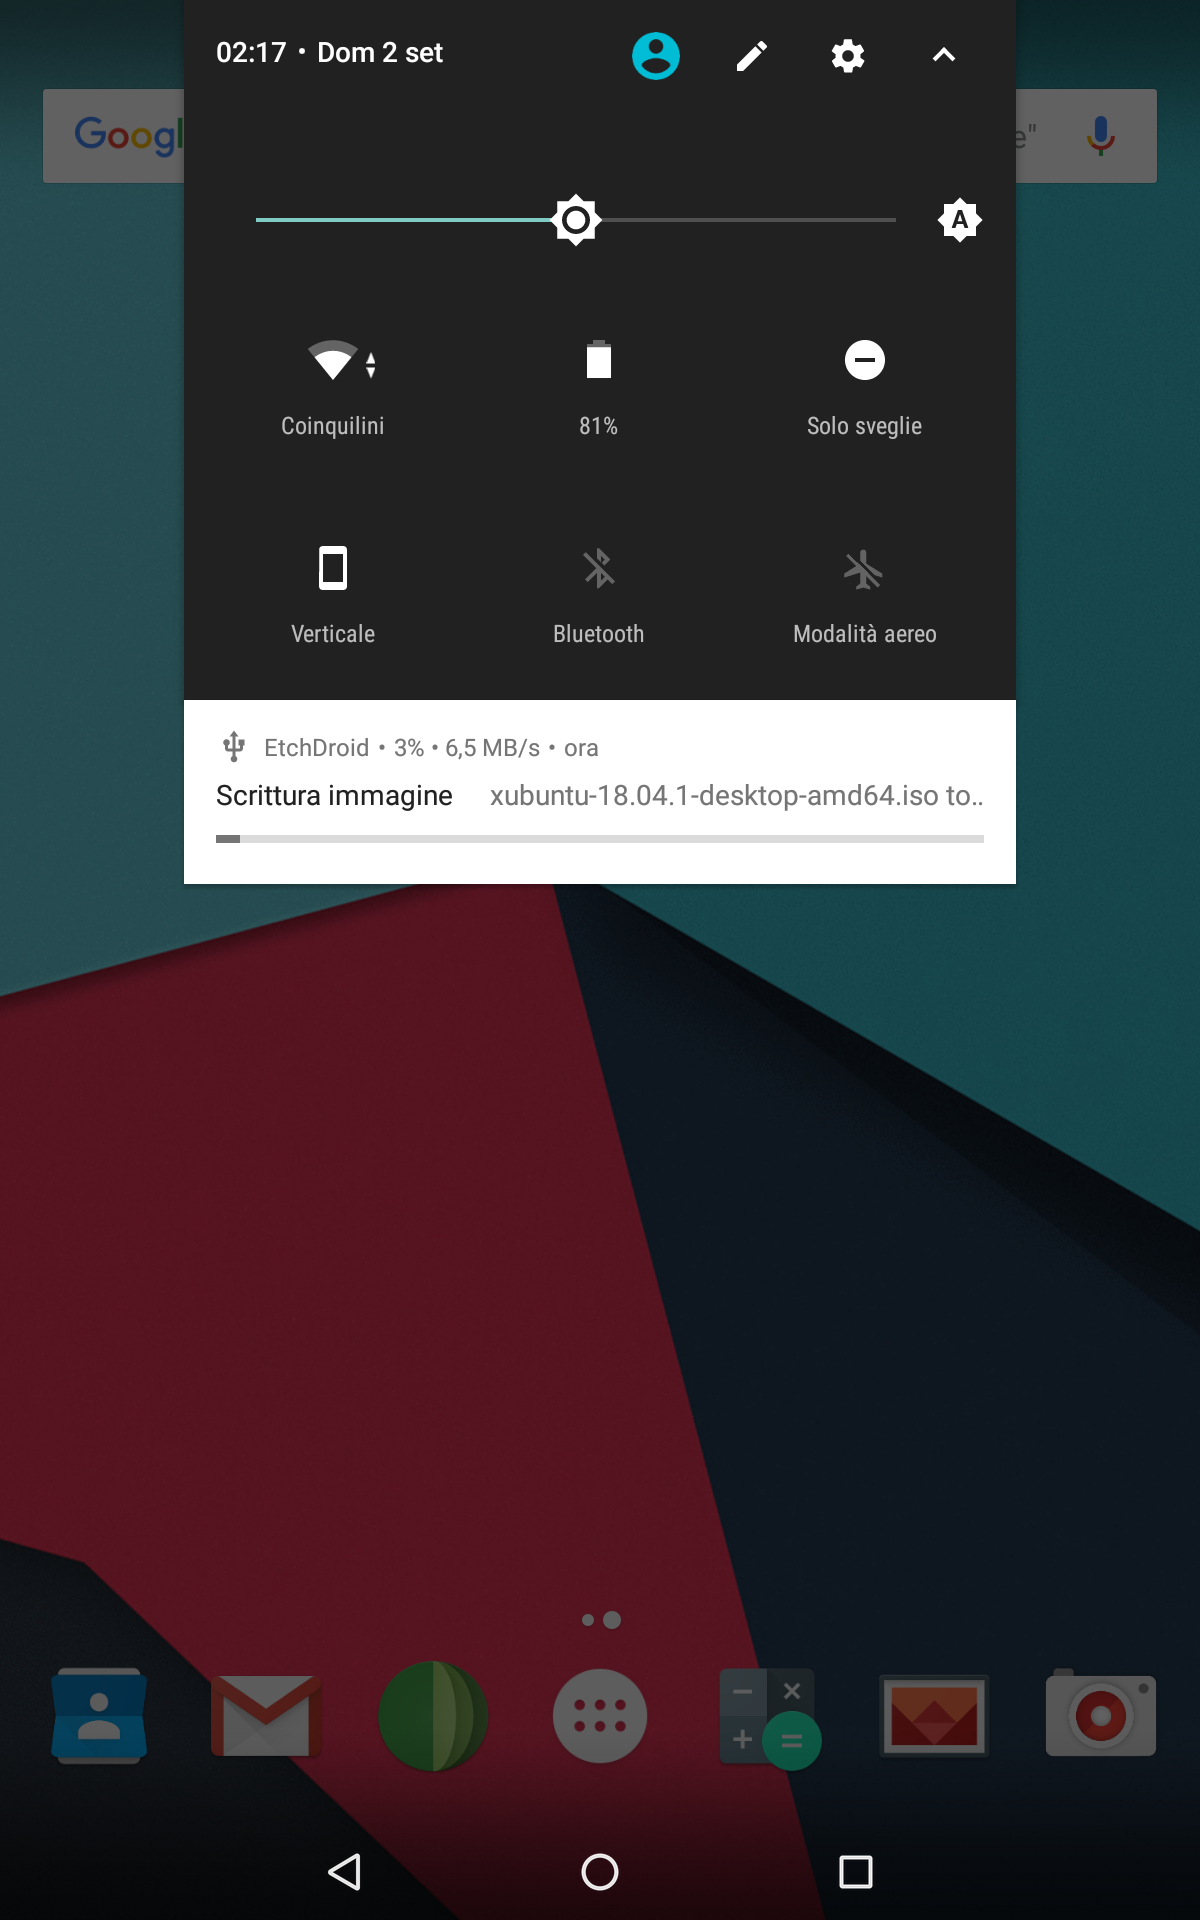 02:17 • Dom 2 set
Googl
e"
A
Coinquilini
81%
Solo sveglie
Verticale
Bluetooth
Modalità aereo
EtchDroid • 3% • 6,5 MB/s • ora
Scrittura immagine xubuntu-18.04.1-desktop-amd64.iso to..